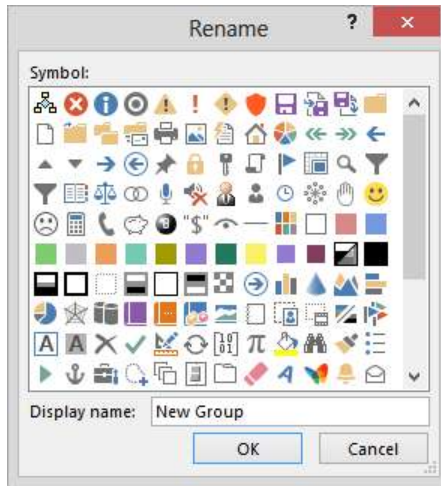 Rename
?
×
Symbol:
"$"
π
A
A
A
Display name: New Group
OK Cancel